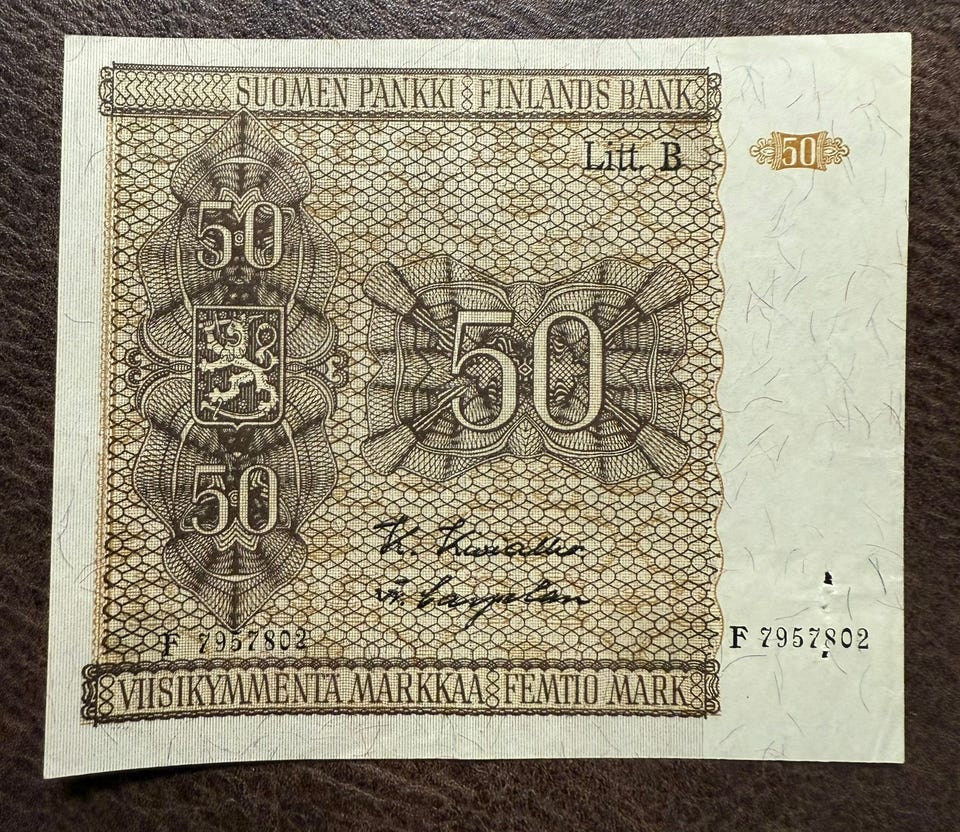 SUOMEN PANKKI FINLANDS BANK
Litt. B
50
50
50
50
F 7957802
F 7957802
VIISIKYMMENTÄ MARKKAA FEMTIO MARK